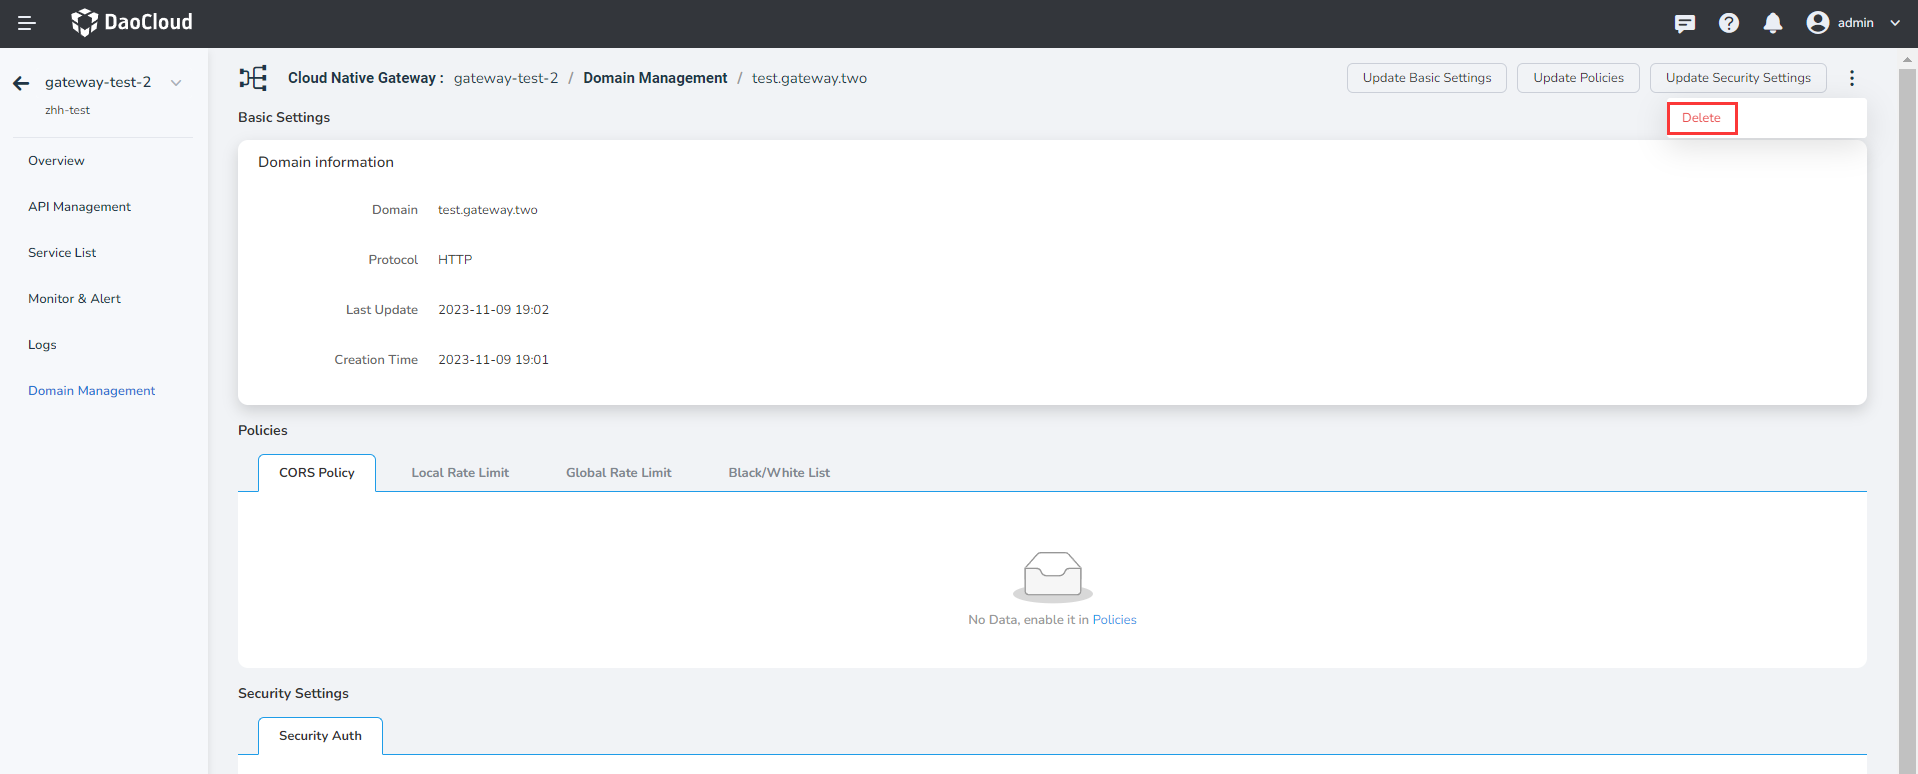 DaoCloud
admin
gateway-test-2
zhh-test
Overview
API Management
Service List
Monitor & Alert
Logs
Domain Management
Cloud Native Gateway : gateway-test-2 / Domain Management / test.gateway.two
Update Basic Settings
Update Policies
Update Security Settings
Delete
Basic Settings
Domain information
Domain test.gateway.two
Protocol HTTP
Last Update 2023-11-09 19:02
Creation Time 2023-11-09 19:01
Policies
CORS Policy Local Rate Limit Global Rate Limit Black/White List
No Data, enable it in Policies
Security Settings
Security Auth